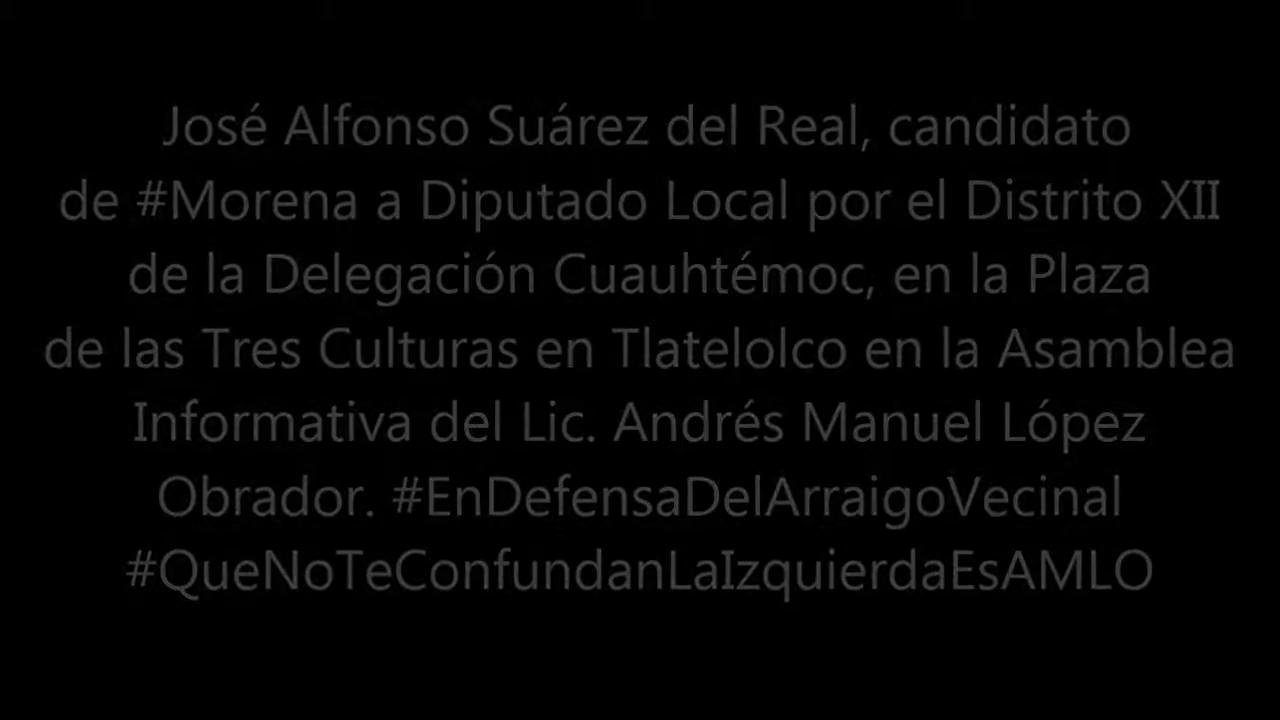 José Alfonso Suárez del Real, candidato
de #Morena a Diputado Local por el Distrito XII
de la Delegación Cuauhtémoc, en la Plaza
de las Tres Culturas en Tlatelolco en la Asamblea
Informativa del Lic. Andrés Manuel López
Obrador. #EnDefensaDelArraigoVecinal
#QueNoTeConfundanLaIzquierdaEsAMLO